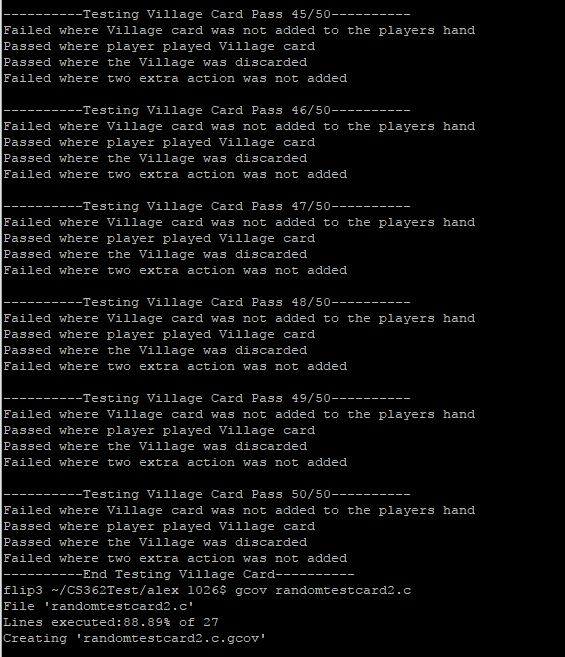 ----------Testing Village Card Pass 45/50----------
Failed where Village card was not added to the players hand
Passed where player played Village card
Passed where the Village was discarded
Failed where two extra action was not added

----------Testing Village Card Pass 46/50----------
Failed where Village card was not added to the players hand
Passed where player played Village card
Passed where the Village was discarded
Failed where two extra action was not added

----------Testing Village Card Pass 47/50----------
Failed where Village card was not added to the players hand
Passed where player played Village card
Passed where the Village was discarded
Failed where two extra action was not added

----------Testing Village Card Pass 48/50----------
Failed where Village card was not added to the players hand
Passed where player played Village card
Passed where the Village was discarded
Failed where two extra action was not added

----------Testing Village Card Pass 49/50----------
Failed where Village card was not added to the players hand
Passed where player played Village card
Passed where the Village was discarded
Failed where two extra action was not added

----------Testing Village Card Pass 50/50----------
Failed where Village card was not added to the players hand
Passed where player played Village card
Passed where the Village was discarded
Failed where two extra action was not added
----------End Testing Village Card----------
flip3 ~/CS362Test/alex 1026$ gcov randomtestcard2.c
File 'randomtestcard2.c'
Lines executed:88.89% of 27
Creating 'randomtestcard2.c.gcov'